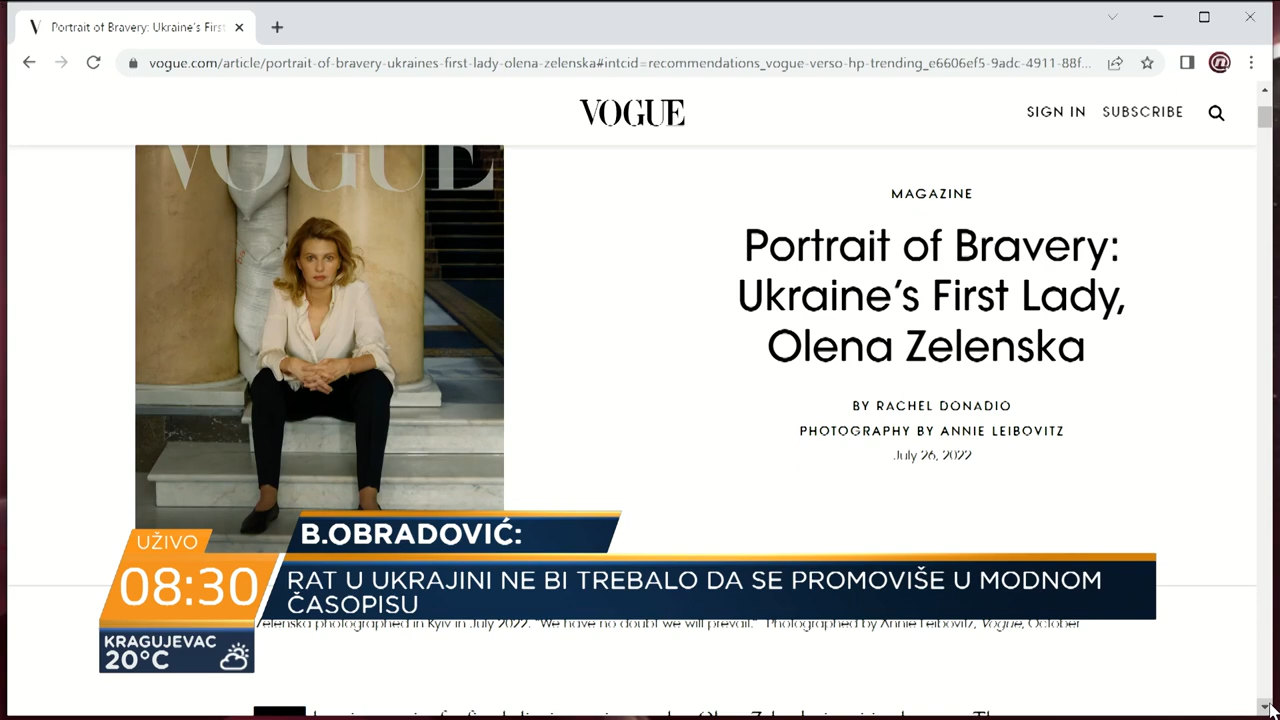 Portrait of Bravery: Ukraine's First
vogue.com/article/portrait-of-bravery-ukraines-first-lady-olena-zelenska#intcid=recommendations_vogue-verso-hp-trending_e6606ef5-9adc-4911-88f...
VOGUE
SIGN IN SUBSCRIBE
VOGUE
MAGAZINE
Portrait of Bravery:
Ukraine’s First Lady,
Olena Zelenska
BY RACHEL DONADIO
PHOTOGRAPHY BY ANNIE LEIBOVITZ
July 26, 2022
UŽIVO
08:30
B.OBRADOVIĆ:
RAT U UKRAJINI NE BI TREBALO DA SE PROMOVIŠE U MODNOM
ČASOPISU
Zelenska photographed in Kyiv in July 2022. “We have no doubt we will prevail.” Photographed by Annie Leibovitz, Vogue, October
KRAGUJEVAC
20°C